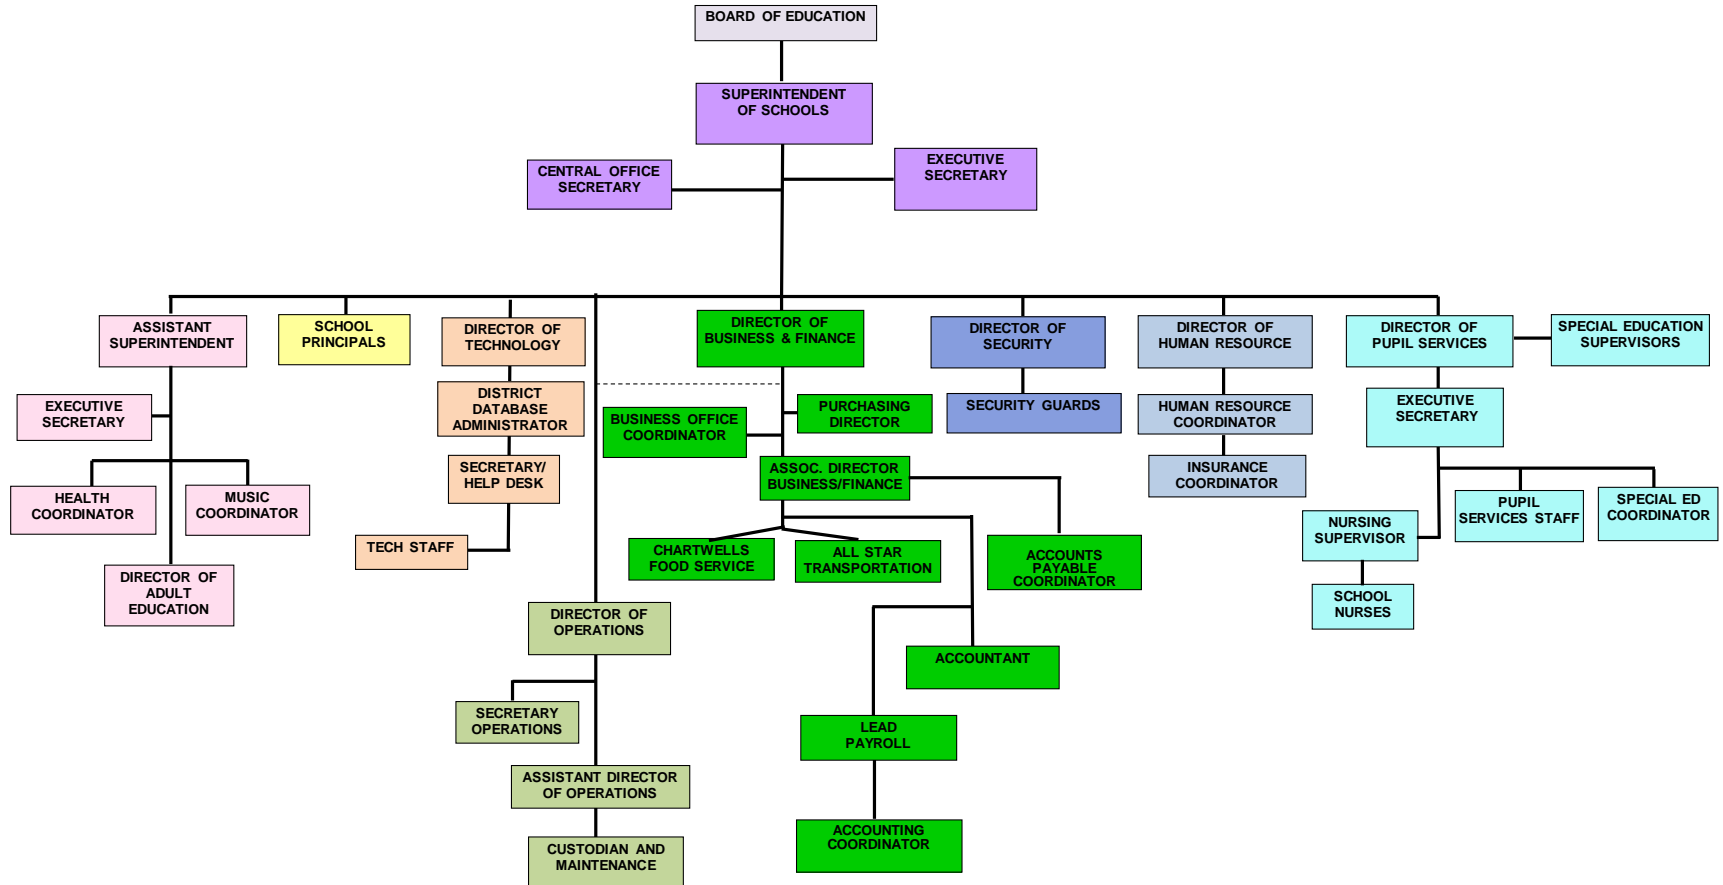 BOARD OF EDUCATION
SUPERINTENDENT
OF SCHOOLS
CENTRAL OFFICE
SECRETARY
EXECUTIVE
SECRETARY
ASSISTANT
SUPERINTENDENT
SCHOOL
PRINCIPALS
DIRECTOR OF
TECHNOLOGY
DIRECTOR OF
BUSINESS & FINANCE
DIRECTOR OF
SECURITY
DIRECTOR OF
HUMAN RESOURCE
DIRECTOR OF
PUPIL SERVICES
SPECIAL EDUCATION
SUPERVISORS
EXECUTIVE
SECRETARY
DISTRICT
DATABASE
ADMINISTRATOR
BUSINESS OFFICE
COORDINATOR
PURCHASING
DIRECTOR
SECURITY GUARDS
HUMAN RESOURCE
COORDINATOR
EXECUTIVE
SECRETARY
HEALTH
COORDINATOR
MUSIC
COORDINATOR
SECRETARY/
HELP DESK
ASSOC. DIRECTOR
BUSINESS/FINANCE
INSURANCE
COORDINATOR
NURSING
SUPERVISOR
PUPIL
SERVICES STAFF
SPECIAL ED
COORDINATOR
TECH STAFF
CHARTWELLS
FOOD SERVICE
ALL STAR
TRANSPORTATION
ACCOUNTS
PAYABLE
COORDINATOR
DIRECTOR OF
ADULT
EDUCATION
SCHOOL
NURSES
DIRECTOR OF
OPERATIONS
ACCOUNTANT
SECRETARY
OPERATIONS
LEAD
PAYROLL
ASSISTANT DIRECTOR
OF OPERATIONS
ACCOUNTING
COORDINATOR
CUSTODIAN AND
MAINTENANCE